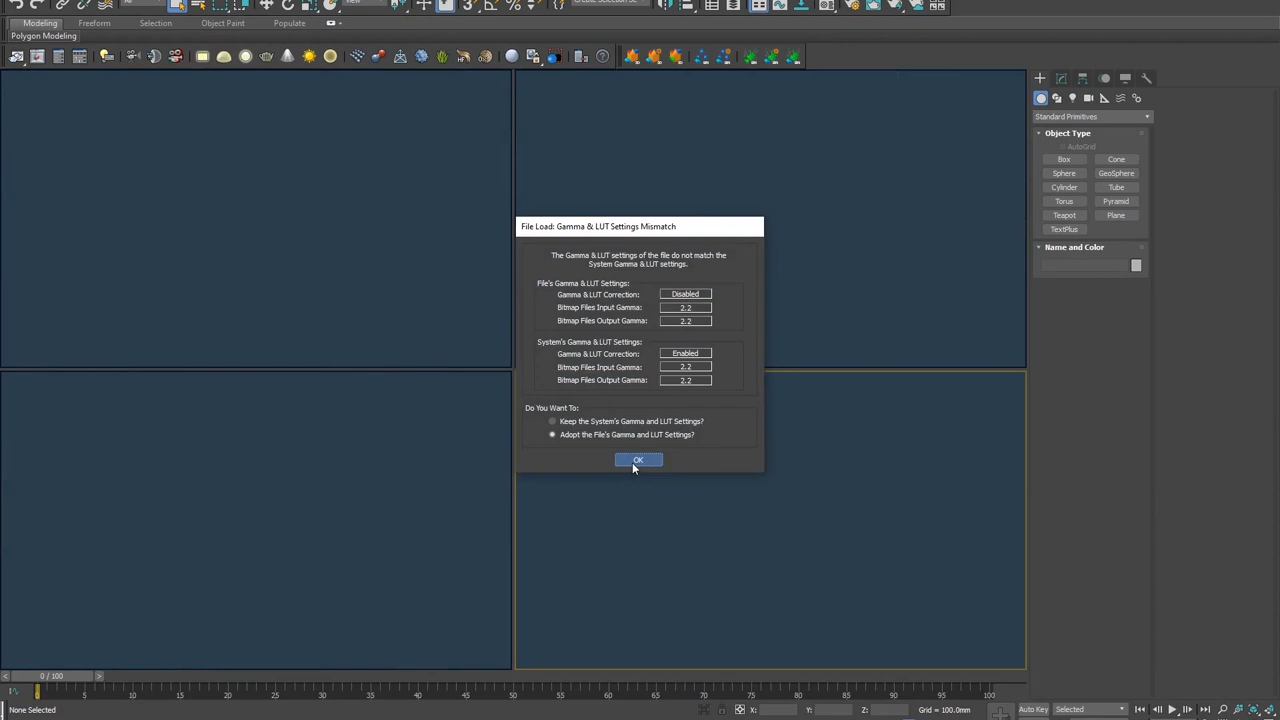 Modeling Freeform Selection Object Paint Populate
Polygon Modeling
Standard Primitives
Object Type
AutoGrid
Box Cone
Sphere GeoSphere
Cylinder Tube
Torus Pyramid
Teapot Plane
TextPlus
Name and Color
File Load: Gamma & LUT Settings Mismatch
The Gamma & LUT settings of the file do not match the
System Gamma & LUT settings.
File's Gamma & LUT Settings:
Gamma & LUT Correction: Disabled
Bitmap Files Input Gamma: 2.2
Bitmap Files Output Gamma: 2.2
System's Gamma & LUT Settings:
Gamma & LUT Correction: Enabled
Bitmap Files Input Gamma: 2.2
Bitmap Files Output Gamma: 2.2
Do You Want To:
Keep the System's Gamma and LUT Settings?
Adopt the File's Gamma and LUT Settings?
OK
< 0 / 100 >
0 5 10 15 20 25 30 35 40 45 50 55 60 65 70 75 80 85 90 95 100
None Selected X: Y: Z: Grid = 100.0mm Auto Key Selected